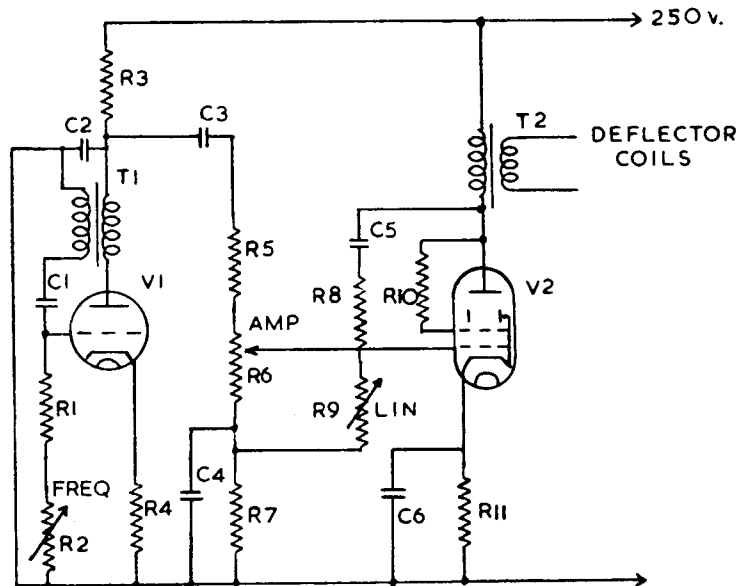 250 v.
R3
C2
C3
T1
T2
DEFLECTOR
COILS
C1
V1
R5
C5
R8
R10
V2
AMP
R6
R1
R9
LIN
FREQ
R2
R4
C4
R7
C6
R11